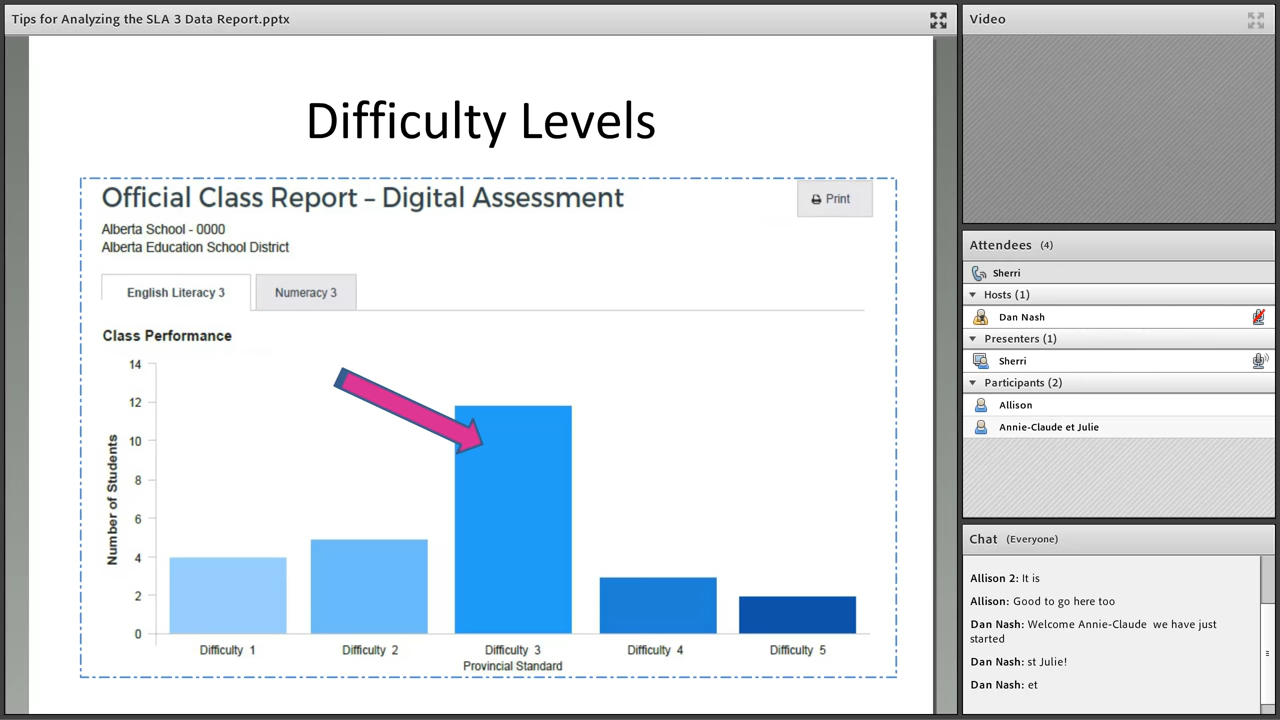 Tips for Analyzing the SLA 3 Data Report.pptx
Difficulty Levels
Official Class Report – Digital Assessment
Print
Alberta School - 0000
Alberta Education School District
English Literacy 3
Numeracy 3
Class Performance
Number of Students
14
12
10
8
6
4
2
0
Difficulty 1
Difficulty 2
Difficulty 3
Provincial Standard
Difficulty 4
Difficulty 5
Video
Attendees (4)
Sherri
Hosts (1)
Dan Nash
Presenters (1)
Sherri
Participants (2)
Allison
Annie-Claude et Julie
Chat (Everyone)
Allison 2: It is
Allison: Good to go here too
Dan Nash: Welcome Annie-Claude we have just
started
Dan Nash: st Julie!
Dan Nash: et